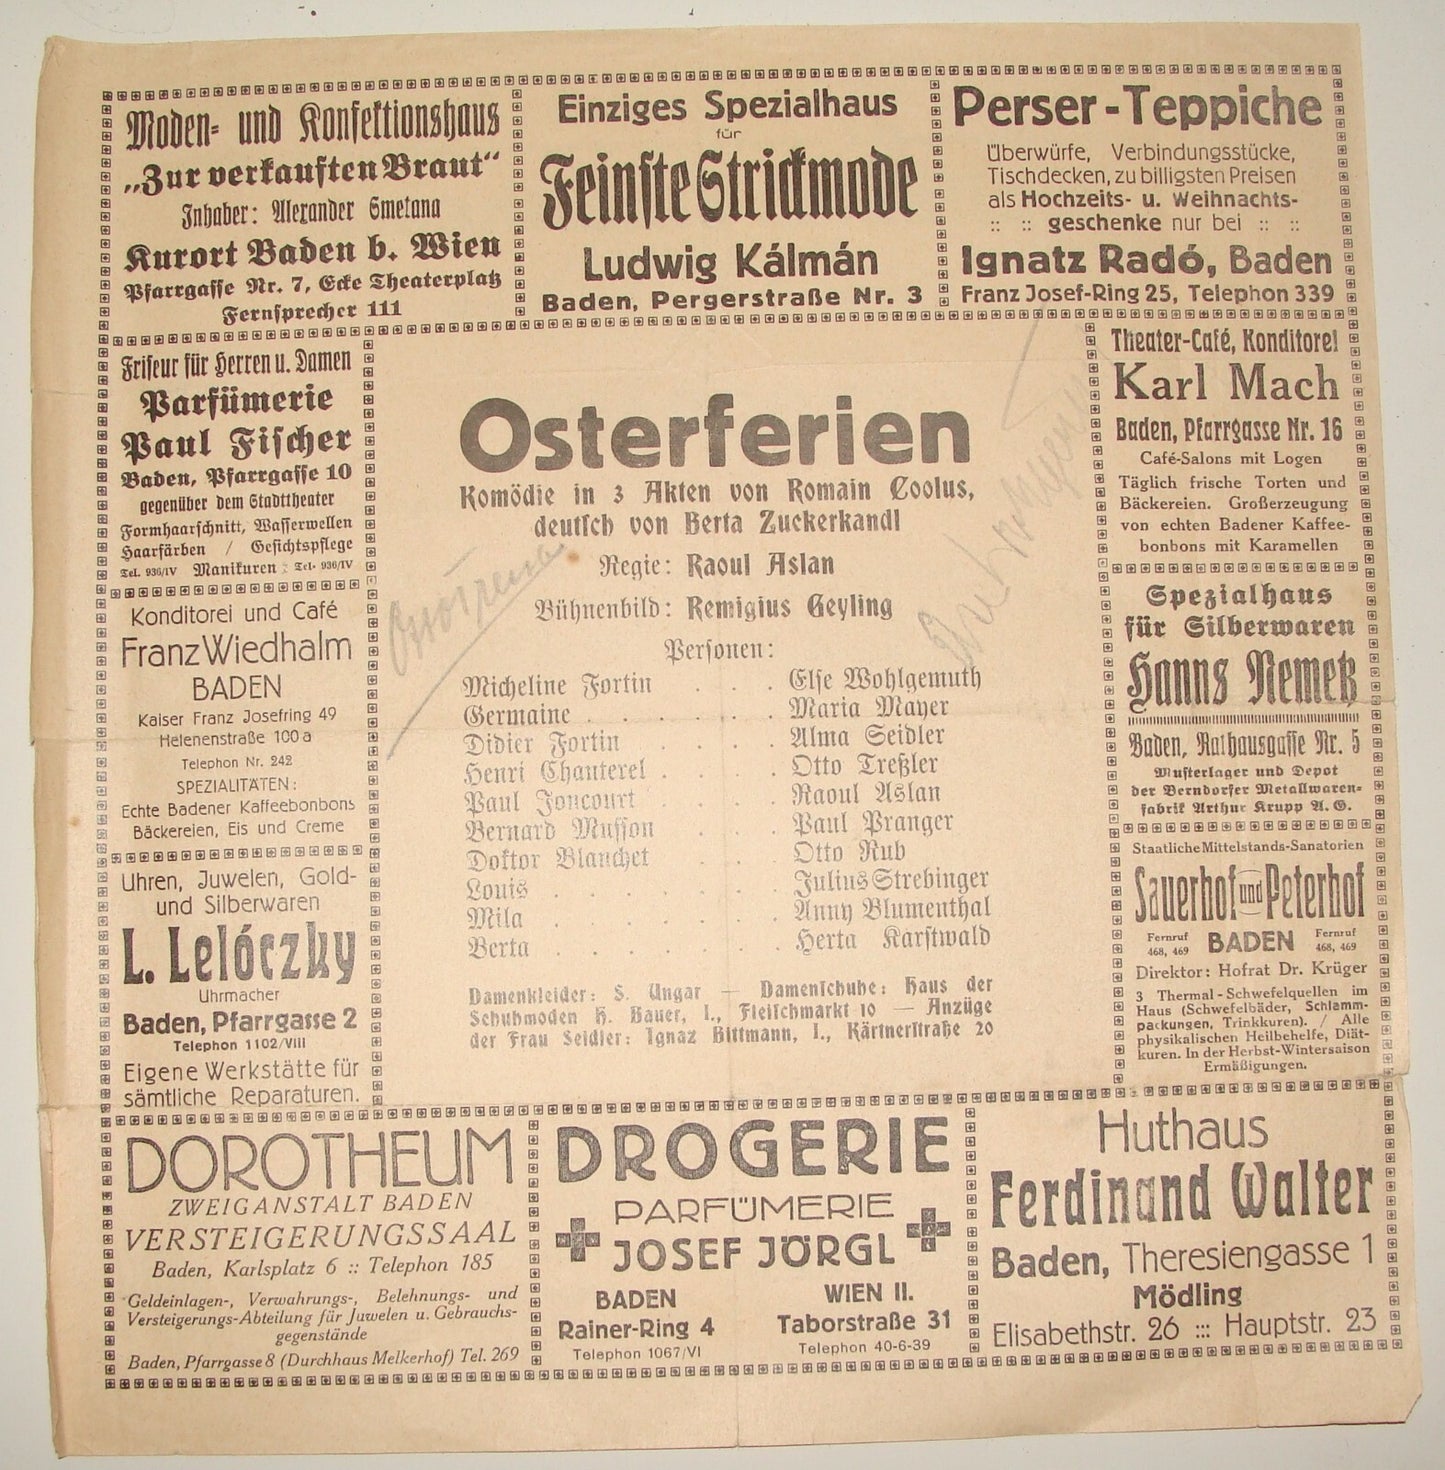 Moden- und Konfektionshaus
„Zur verkauften Braut“
Inhaber: Alexander Smetana
Kurort Baden b. Wien
Pfarrgasse Nr. 7, Ecke Theaterplatz
Fernsprecher 111
Einziges Spezialhaus
für
Feinste Strickmode
Ludwig Kálmán
Baden, Pergerstraße Nr. 3
Perser-Teppiche
Überwürfe, Verbindungsstücke,
Tischdecken, zu billigsten Preisen
als Hochzeits- u. Weihnachts-
:: :: geschenke nur bei :: ::
Ignatz Radó, Baden
Franz Josef-Ring 25, Telephon 339
Friseur für Herren u. Damen
Parfümerie
Paul Fischer
Baden, Pfarrgasse 10
gegenüber dem Stadttheater
Formhaarschnitt, Wasserwellen
Haarfärben / Gesichtspflege
Tel. 936/IV Maniküren Tel. 936/IV
Konditorei und Café
Franz Wiedhalm
BADEN
Kaiser Franz Josefring 49
Helenenstraße 100a
Telephon Nr. 242
SPEZIALITÄTEN:
Echte Badener Kaffeebonbons
Bäckereien, Eis und Creme
Uhren, Juwelen, Gold-
und Silberwaren
L. Lelóczky
Uhrmacher
Baden, Pfarrgasse 2
Telephon 1102/VIII
Eigene Werkstätte für
sämtliche Reparaturen.
Osterferien
Komödie in 3 Akten von Romain Coolus,
deutsch von Berta Zuckerkandl
Regie: Raoul Aslan
Bühnenbild: Remigius Geyling
Personen:
Micheline Fortin . . . Else Wohlgemuth
Germaine . . . . . . . Maria Mayer
Didier Fortin . . . . Alma Seidler
Henri Chanterel . . . . Otto Treßler
Paul Joncourt . . . . Raoul Aslan
Bernard Musson . . . Paul Pranger
Doktor Blanchet . . . Otto Rub
Louis . . . . . . Julius Strebinger
Mila . . . . . . . Anny Blumenthal
Berta . . . . . . Herta Karstwald
Damenkleider: S. Ungar — Damenschuhe: Haus der
Schuhmoden H. Bauer, I., Fleischmarkt 10 — Anzüge
der Frau Seidler: Ignaz Bittmann, I., Kärtnerstraße 20
Theater-Café, Konditorei
Karl Mach
Baden, Pfarrgasse Nr. 16
Café-Salons mit Logen
Täglich frische Torten und
Bäckereien. Großerzeugung
von echten Badener Kaffee-
bonbons mit Karamellen
Spezialhaus
für Silberwaren
Hanns Nemetz
Baden, Rathausgasse Nr. 5
Musterlager und Depot
der Berndorfer Metallwaren-
fabrik Arthur Krupp A. G.
Staatliche Mittelstands-Sanatorien
Sauerhof und Peterhof
Fernruf 468, 469 BADEN Fernruf 468, 469
Direktor: Hofrat Dr. Krüger
3 Thermal-Schwefelquellen im
Haus (Schwefelbäder, Schlamm-
packungen, Trinkkuren). / Alle
physikalischen Heilbehelfe, Diät-
kuren. In der Herbst-Wintersaison
Ermäßigungen.
DOROTHEUM
ZWEIGANSTALT BADEN
VERSTEIGERUNGSSAAL
Baden, Karlsplatz 6 :: Telephon 185
Geldeinlagen-, Verwahrungs-, Belehnungs- und
Versteigerungs-Abteilung für Juwelen u. Gebrauchs-
gegenstände
Baden, Pfarrgasse 8 (Durchhaus Melkerhof) Tel. 269
DROGERIE
PARFÜMERIE
JOSEF JÖRGL
BADEN
Rainer-Ring 4
Telephon 1067/VI
WIEN II.
Taborstraße 31
Telephon 40-6-39
Huthaus
Ferdinand Walter
Baden, Theresiengasse 1
Mödling
Elisabethstr. 26 ::: Hauptstr. 23